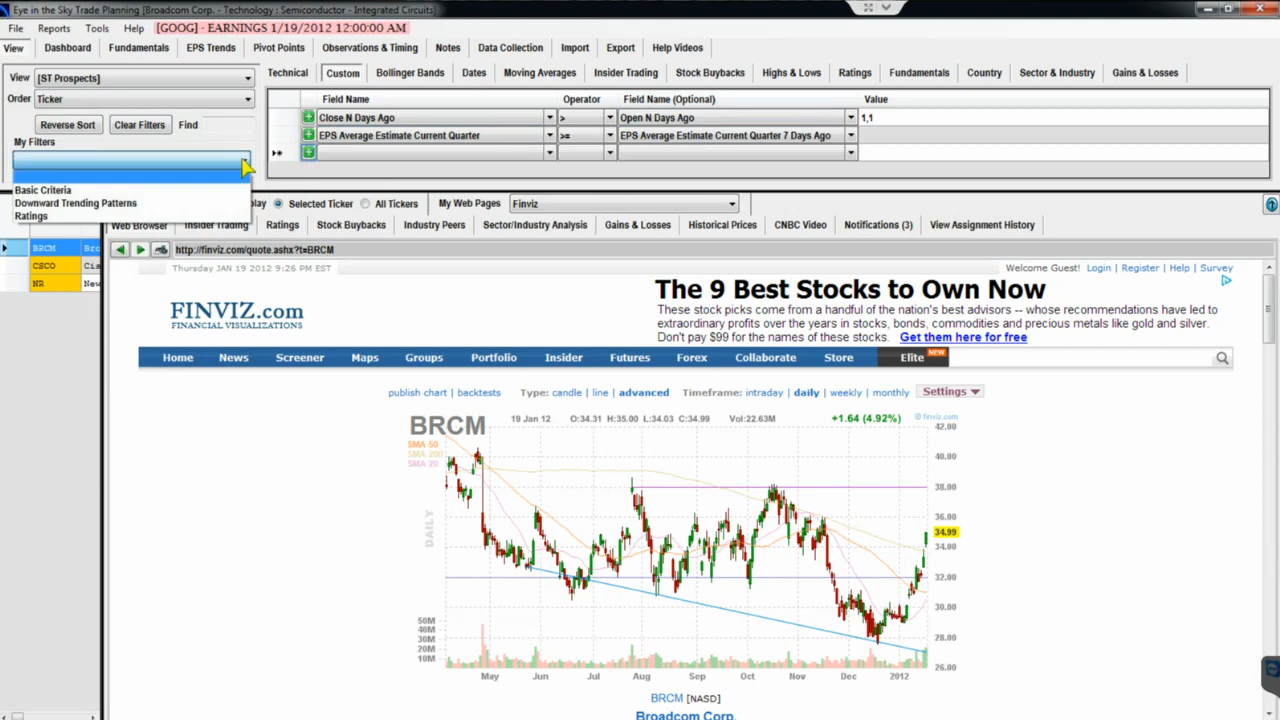 Eye in the Sky Trade Planning [Broadcom Corp. - Technology : Semiconductor - Integrated Circuits]
File Reports Tools Help [GOOG] - EARNINGS 1/19/2012 12:00:00 AM
View Dashboard Fundamentals EPS Trends Pivot Points Observations & Timing Notes Data Collection Import Export Help Videos
View [ST Prospects]
Order Ticker
Reverse Sort Clear Filters Find
My Filters
Basic Criteria
Downward Trending Patterns
Ratings
Technical Custom Bollinger Bands Dates Moving Averages Insider Trading Stock Buybacks Highs & Lows Ratings Fundamentals Country Sector & Industry Gains & Losses
Field Name Operator Field Name (Optional) Value
Close N Days Ago > Open N Days Ago 1,1
EPS Average Estimate Current Quarter >= EPS Average Estimate Current Quarter 7 Days Ago
play Selected Ticker All Tickers My Web Pages Finviz
Web Browser Insider Trading Ratings Stock Buybacks Industry Peers Sector/Industry Analysis Gains & Losses Historical Prices CNBC Video Notifications (3) View Assignment History
BRCM Brc
CSCO Cis
NR New
http://finviz.com/quote.ashx?t=BRCM
Thursday JAN 19 2012 9:26 PM EST
Welcome Guest! Login | Register | Help | Survey
FINVIZ.com
FINANCIAL VISUALIZATIONS
The 9 Best Stocks to Own Now
These stock picks come from a handful of the nation's best advisors -- whose recommendations have led to
extraordinary profits over the years in stocks, bonds, commodities and precious metals like gold and silver.
Don't pay $99 for the names of these stocks. Get them here for free
Home News Screener Maps Groups Portfolio Insider Futures Forex Collaborate Store Elite NEW
publish chart | backtests Type: candle | line | advanced Timeframe: intraday | daily | weekly | monthly Settings
BRCM 19 Jan 12 O:34.31 H:35.00 L:34.03 C:34.99 Vol:22.63M +1.64 (4.92%) © finviz.com
SMA 50
SMA 200
SMA 20
DAILY
42.00
40.00
38.00
36.00
34.99
34.00
32.00
30.00
28.00
26.00
50M
40M
30M
20M
10M
May Jun Jul Aug Sep Oct Nov Dec 2012
BRCM [NASD]
Broadcom Corp.